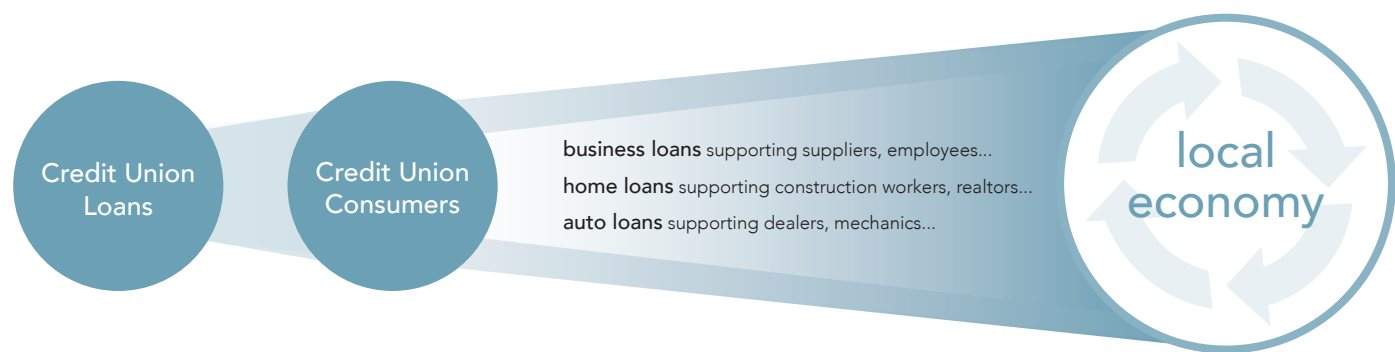 Credit Union
Loans
Credit Union
Consumers
business loans supporting suppliers, employees...
home loans supporting construction workers, realtors...
auto loans supporting dealers, mechanics...
local
economy